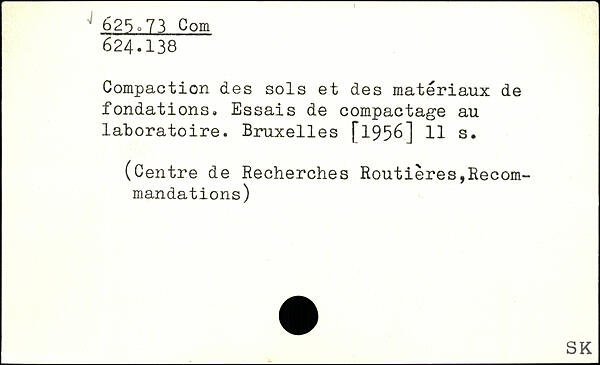 625.73 Com
624.138
Compaction des sols et des matériaux de
fondations. Essais de compactage au
laboratoire. Bruxelles [1956] 11 s.
(Centre de Recherches Routières,Recom-
mandations)
SK